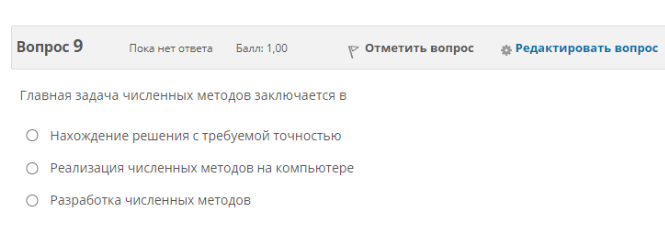 Вопрос 9 Пока нет ответа Балл: 1,00 Отметить вопрос Редактировать вопрос
Главная задача численных методов заключается в
Нахождение решения с требуемой точностью
Реализация численных методов на компьютере
Разработка численных методов